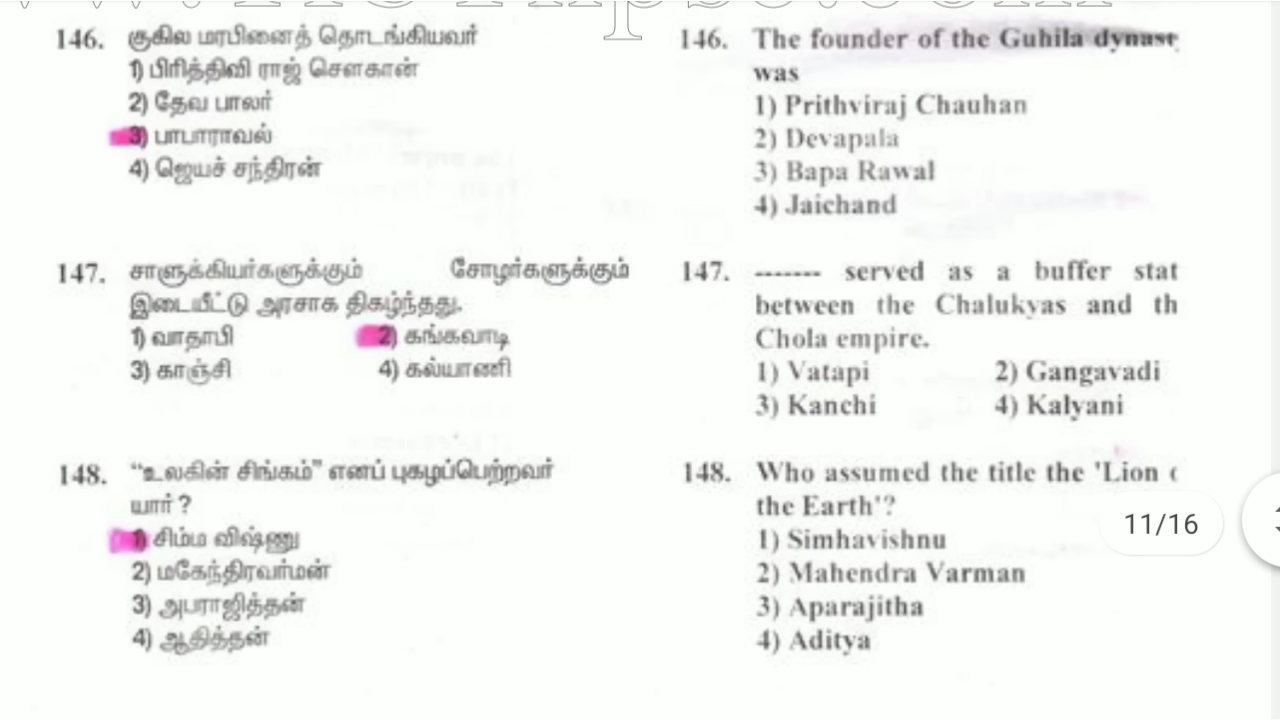 146. குகில மரபினைத் தொடங்கியவர்
1) பிரித்திவி ராஜ் சௌகான்
2) தேவ பாலர்
3) பாபாராவல்
4) ஜெயச் சந்திரன்
147. சாளுக்கியர்களுக்கும் சோழர்களுக்கும்
இடையீட்டு அரசாக திகழ்ந்தது.
1) வாதாபி 2) கங்கவாடி
3) காஞ்சி 4) கல்யாணி
148. “உலகின் சிங்கம்” எனப் புகழப்பெற்றவர்
யார் ?
1) சிம்ம விஷ்ணு
2) மகேந்திரவர்மன்
3) அபராஜித்தன்
4) ஆதித்தன்
146. The founder of the Guhila dynast
was
1) Prithviraj Chauhan
2) Devapala
3) Bapa Rawal
4) Jaichand
147. ------- served as a buffer stat
between the Chalukyas and th
Chola empire.
1) Vatapi 2) Gangavadi
3) Kanchi 4) Kalyani
148. Who assumed the title the 'Lion
the Earth'?
1) Simhavishnu
2) Mahendra Varman
3) Aparajitha
4) Aditya
11/16